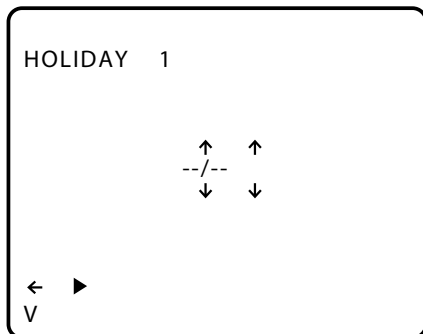 HOLIDAY 1
↑ ↑
--/--
↓ ↓
← ▶
V